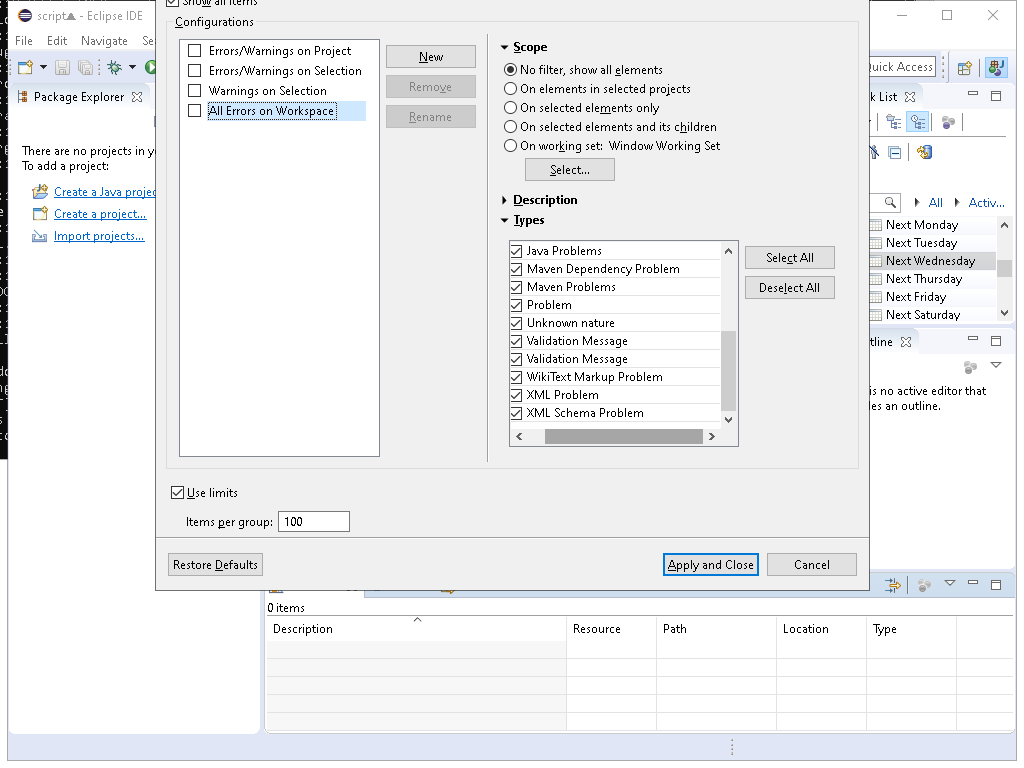 Show all items
script - Eclipse IDE
File Edit Navigate Se
Quick Access
Package Explorer
There are no projects in y
To add a project:
Create a Java projec
Create a project...
Import projects...
Configurations
Errors/Warnings on Project
Errors/Warnings on Selection
Warnings on Selection
All Errors on Workspace
New
Remove
Rename
Scope
No filter, show all elements
On elements in selected projects
On selected elements only
On selected elements and its children
On working set: Window Working Set
Select...
Description
Types
Java Problems
Maven Dependency Problem
Maven Problems
Problem
Unknown nature
Validation Message
Validation Message
WikiText Markup Problem
XML Problem
XML Schema Problem
Select All
Deselect All
Use limits
Items per group: 100
Restore Defaults
Apply and Close
Cancel
k List
All Activ...
Next Monday
Next Tuesday
Next Wednesday
Next Thursday
Next Friday
Next Saturday
tline
is no active editor that
les an outline.
0 items
Description Resource Path Location Type